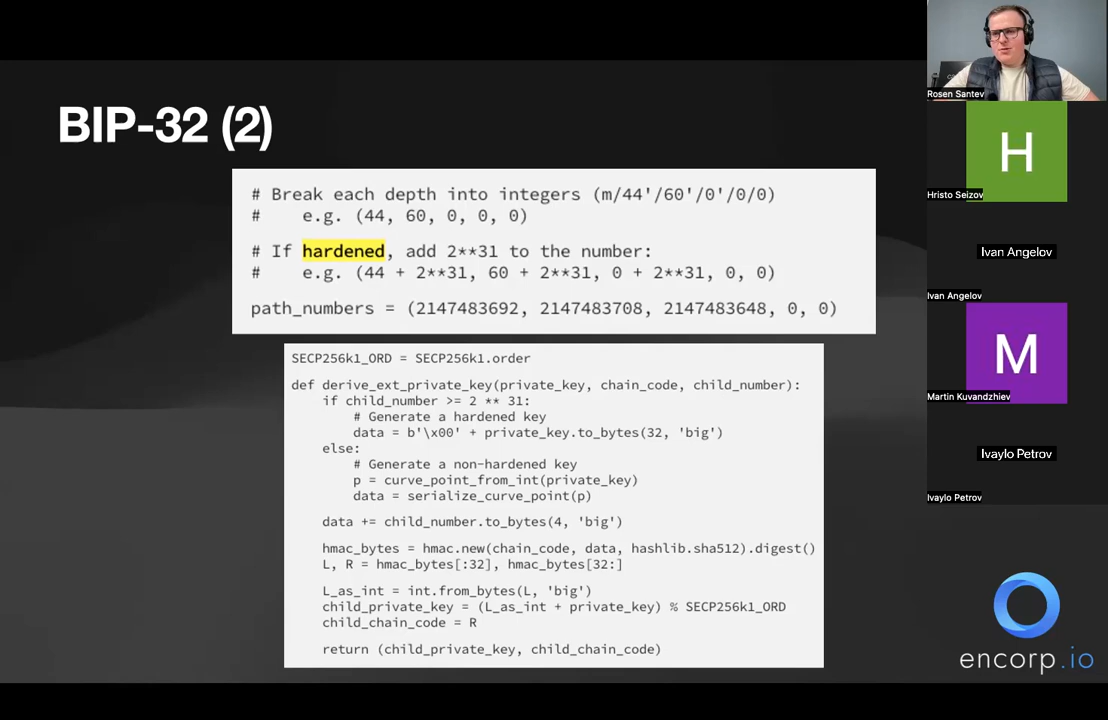 BIP-32 (2)
# Break each depth into integers (m/44'/60'/0'/0/0)
#    e.g. (44, 60, 0, 0, 0)
# If hardened, add 2**31 to the number:
#    e.g. (44 + 2**31, 60 + 2**31, 0 + 2**31, 0, 0)
path_numbers = (2147483692, 2147483708, 2147483648, 0, 0)
SECP256k1_ORD = SECP256k1.order
def derive_ext_private_key(private_key, chain_code, child_number):
    if child_number >= 2 ** 31:
        # Generate a hardened key
        data = b'\x00' + private_key.to_bytes(32, 'big')
    else:
        # Generate a non-hardened key
        p = curve_point_from_int(private_key)
        data = serialize_curve_point(p)
    data += child_number.to_bytes(4, 'big')
    hmac_bytes = hmac.new(chain_code, data, hashlib.sha512).digest()
    L, R = hmac_bytes[:32], hmac_bytes[32:]
    L_as_int = int.from_bytes(L, 'big')
    child_private_key = (L_as_int + private_key) % SECP256k1_ORD
    child_chain_code = R
    return (child_private_key, child_chain_code)
Rosen Santev
H
Hristo Seizov
Ivan Angelov
Ivan Angelov
M
Martin Kuvandzhiev
Ivaylo Petrov
Ivaylo Petrov
encorp.io